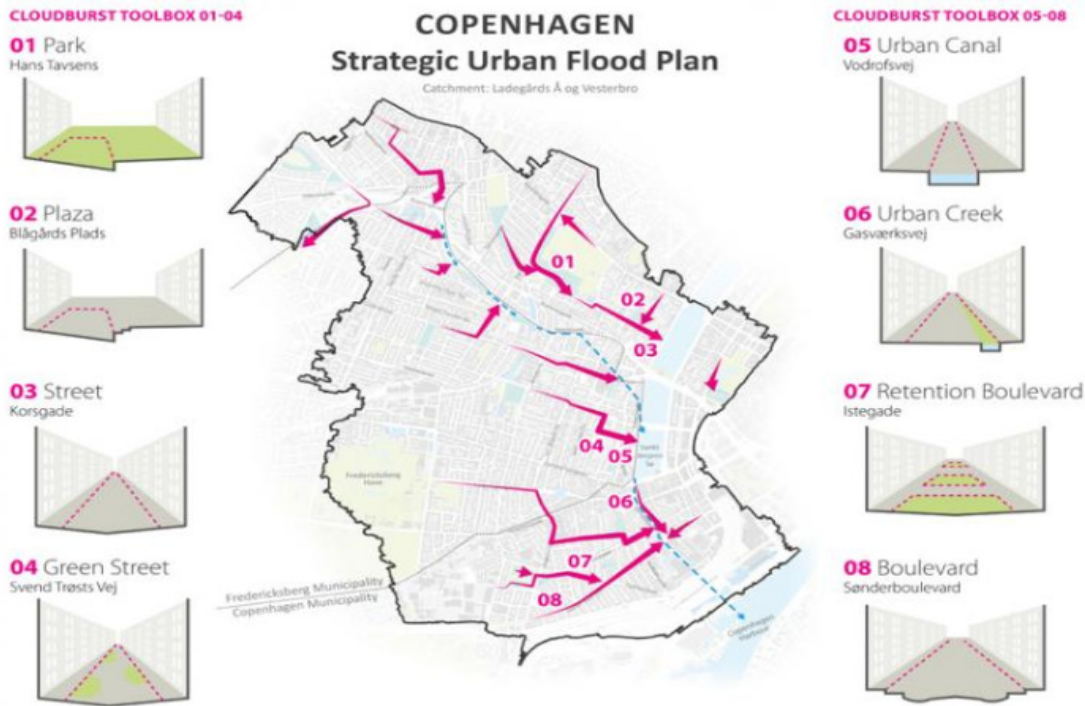 CLOUDBURST TOOLBOX 01-04
01 Park
Hans Tavsens
02 Plaza
Blågårds Plads
03 Street
Korsgade
04 Green Street
Svend Trøsts Vej
COPENHAGEN
Strategic Urban Flood Plan
Catchment: Ladegårds Å og Vesterbro
01
02
03
04
05
06
07
08
Fredericksberg
Have
Fredericksberg Municipality
Copenhagen Municipality
Copenhagen
Harbour
CLOUDBURST TOOLBOX 05-08
05 Urban Canal
Vodrofsvej
06 Urban Creek
Gasværksvej
07 Retention Boulevard
Istegade
08 Boulevard
Sønderboulevard